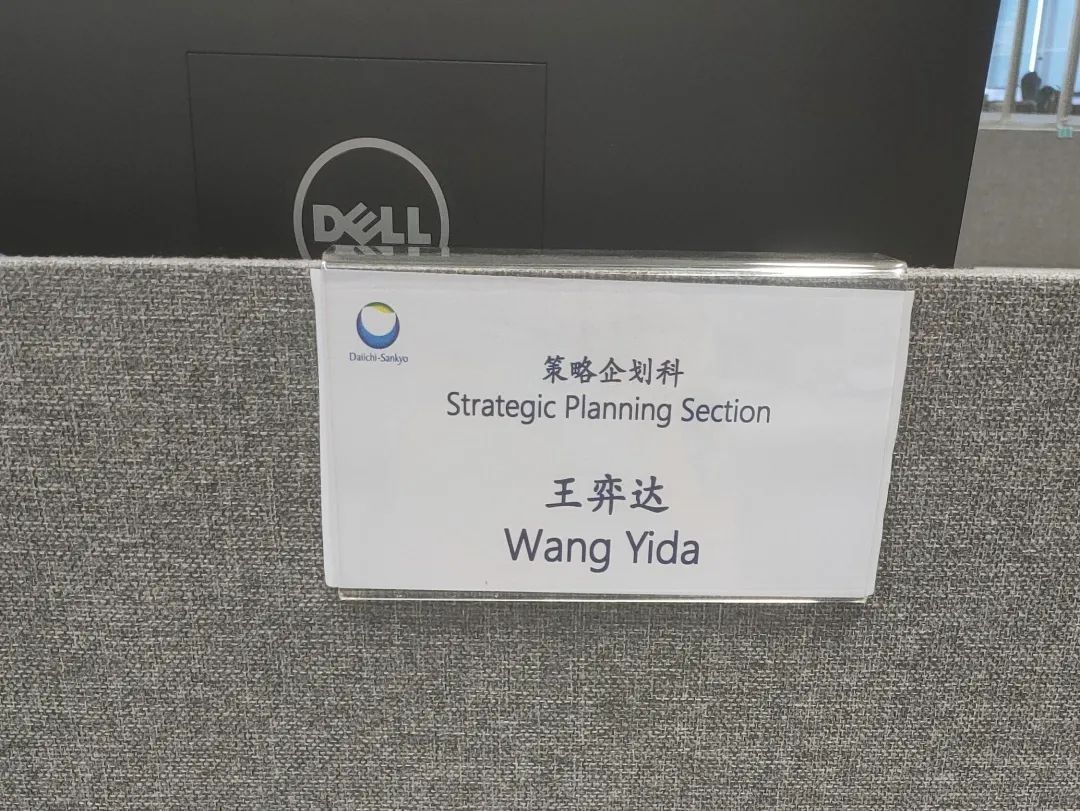 DELL
Daiichi-Sankyo
策略企划科
Strategic Planning Section
王弈达
Wang Yida